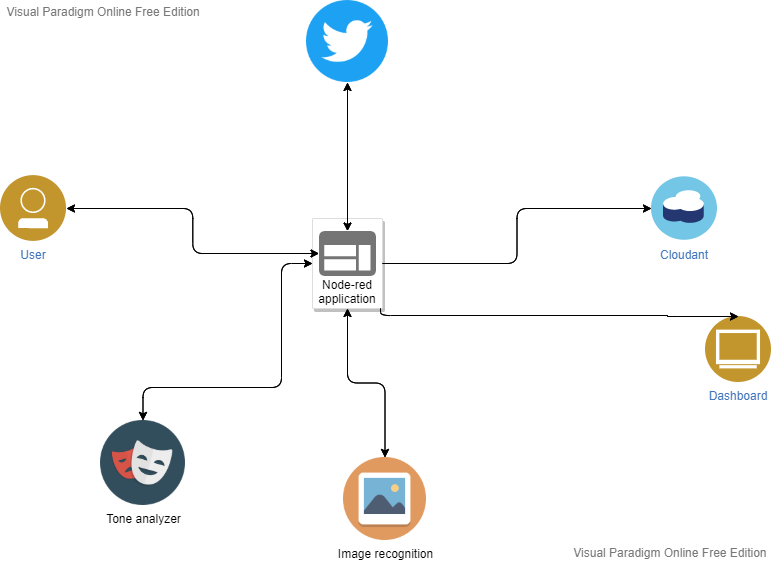 Visual Paradigm Online Free Edition
User
Cloudant
Node-red
application
Dashboard
Tone analyzer
Image recognition
Visual Paradigm Online Free Edition